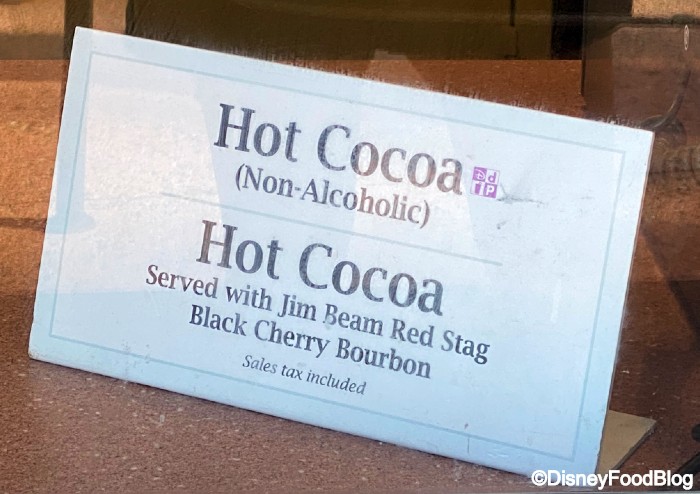 Hot Cocoa
(Non-Alcoholic)
Hot Cocoa
Served with Jim Beam Red Stag
Black Cherry Bourbon
Sales tax included
©DisneyFoodBlog